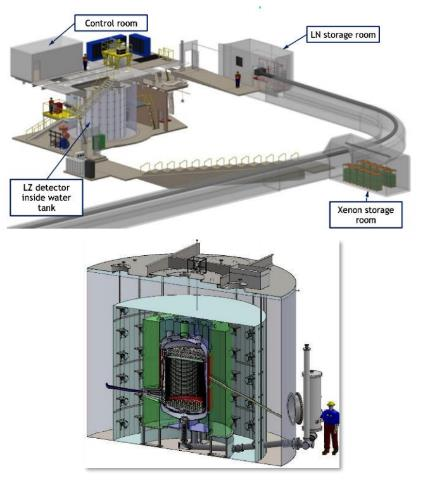 Control room
LN storage room
LZ detector
inside water
tank
Xenon storage
room